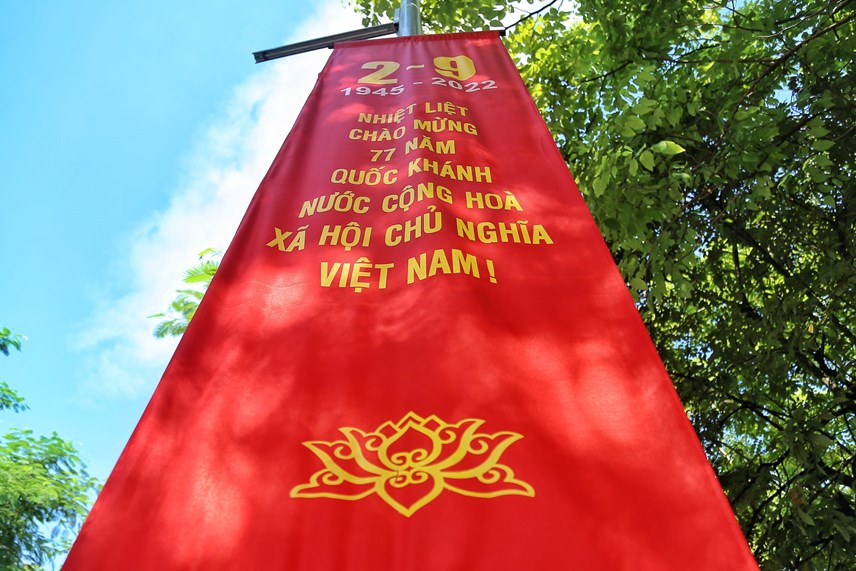 2 - 9
1945 - 2022
NHIỆT LIỆT
CHÀO MỪNG
77 NĂM
QUỐC KHÁNH
NƯỚC CỘNG HOÀ
XÃ HỘI CHỦ NGHĨA
VIỆT NAM!